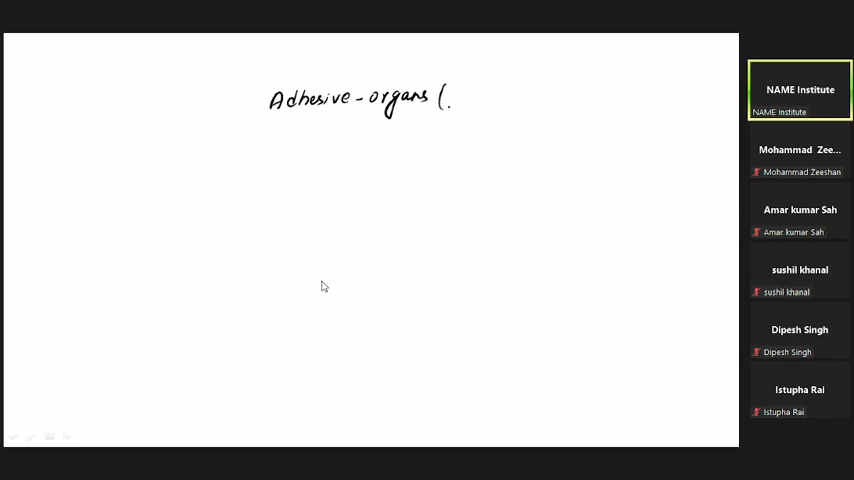 Adhesive-organs (.
NAME Institute
NAME Institute
Mohammad Zee...
Mohammad Zeeshan
Amar kumar Sah
Amar kumar Sah
sushil khanal
sushil khanal
Dipesh Singh
Dipesh Singh
Istupha Rai
Istupha Rai